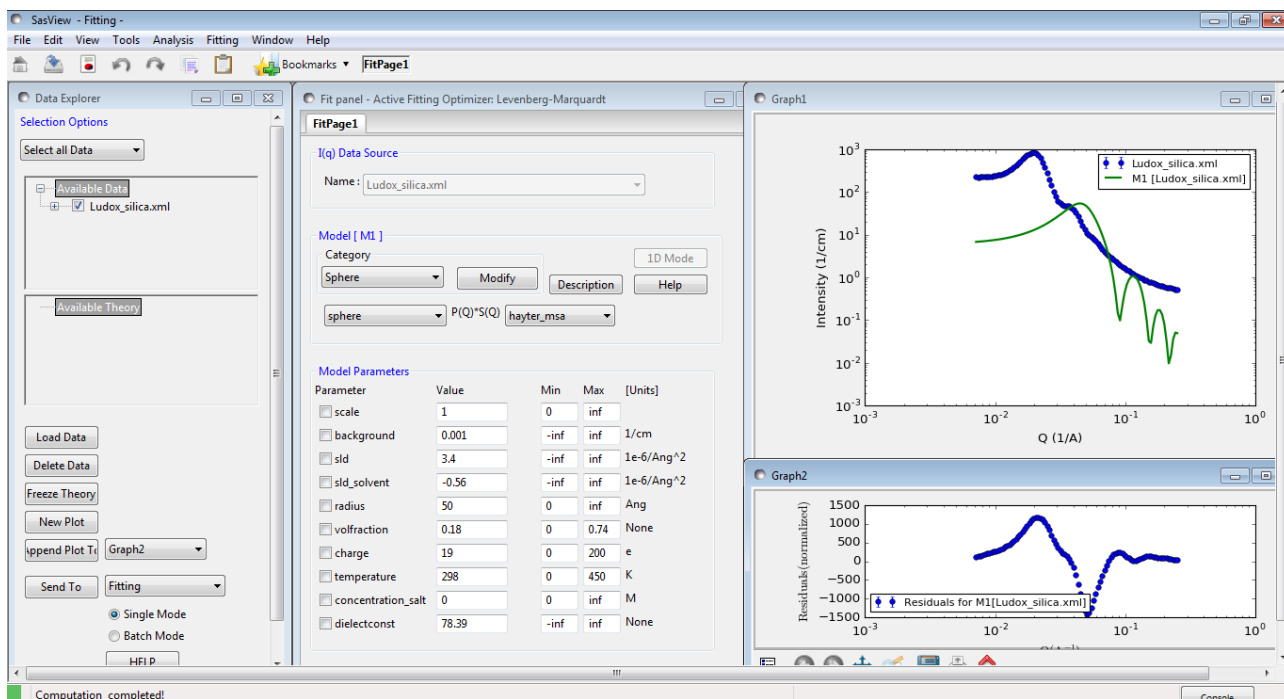 SasView - Fitting -
File Edit View Tools Analysis Fitting Window Help
Bookmarks ▼ FitPage1
Data Explorer
Selection Options
Select all Data
Available Data
Ludox_silica.xml
Available Theory
Load Data
Delete Data
Freeze Theory
New Plot
Append Plot To Graph2
Send To Fitting
Single Mode
Batch Mode
HELP
Fit panel - Active Fitting Optimizer: Levenberg-Marquardt
FitPage1
I(q) Data Source
Name : Ludox_silica.xml
Model [ M1 ]
Category
1D Mode
Sphere Modify Description Help
sphere P(Q)*S(Q) hayter_msa
Model Parameters
Parameter Value Min Max [Units]
scale 1 0 inf
background 0.001 -inf inf 1/cm
sld 3.4 -inf inf 1e-6/Ang^2
sld_solvent -0.56 -inf inf 1e-6/Ang^2
radius 50 0 inf Ang
volfraction 0.18 0 0.74 None
charge 19 0 200 e
temperature 298 0 450 K
concentration_salt 0 0 inf M
dielectconst 78.39 -inf inf None
Graph1
Intensity (1/cm)
10^3
10^2
10^1
10^0
10^-1
10^-2
10^-3
Ludox_silica.xml
M1 [Ludox_silica.xml]
10^-3 10^-2 10^-1 10^0
Q (1/A)
Graph2
Residuals(normalized)
1500
1000
500
0
−500
−1000
−1500
Residuals for M1[Ludox_silica.xml]
10^-3 10^-2 10^-1 10^0
Computation completed!
Console